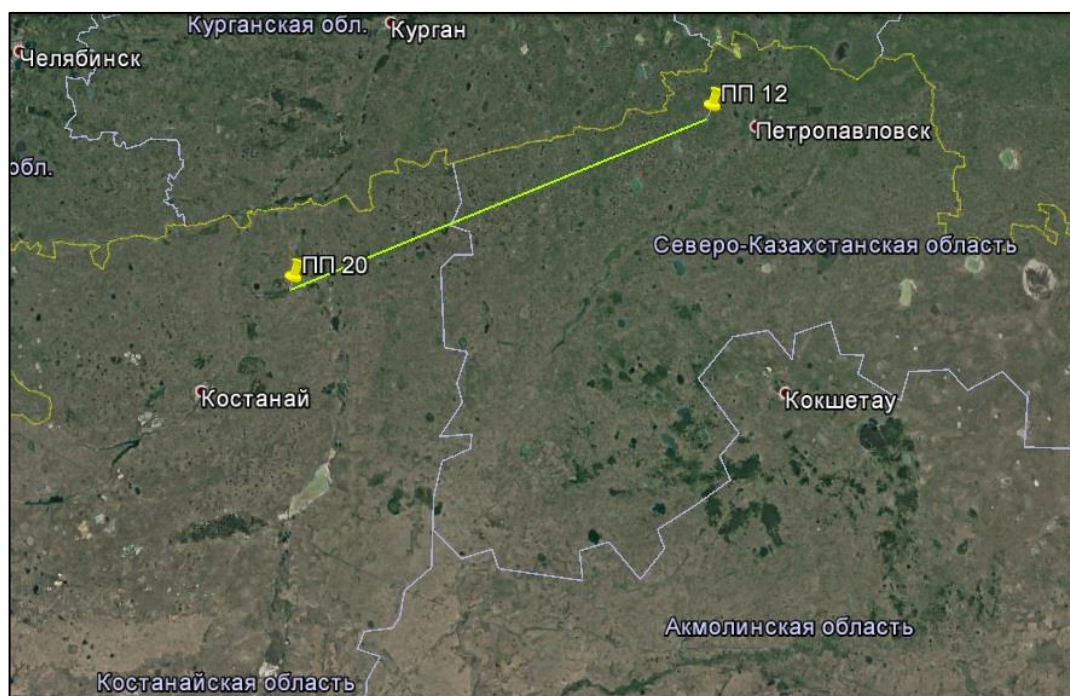 Курганская обл.
Курган
Челябинск
ПП 12
Петропавловск
обл.
Северо-Казахстанская область
ПП 20
Костанай
Кокшетау
Акмолинская область
Костанайская область